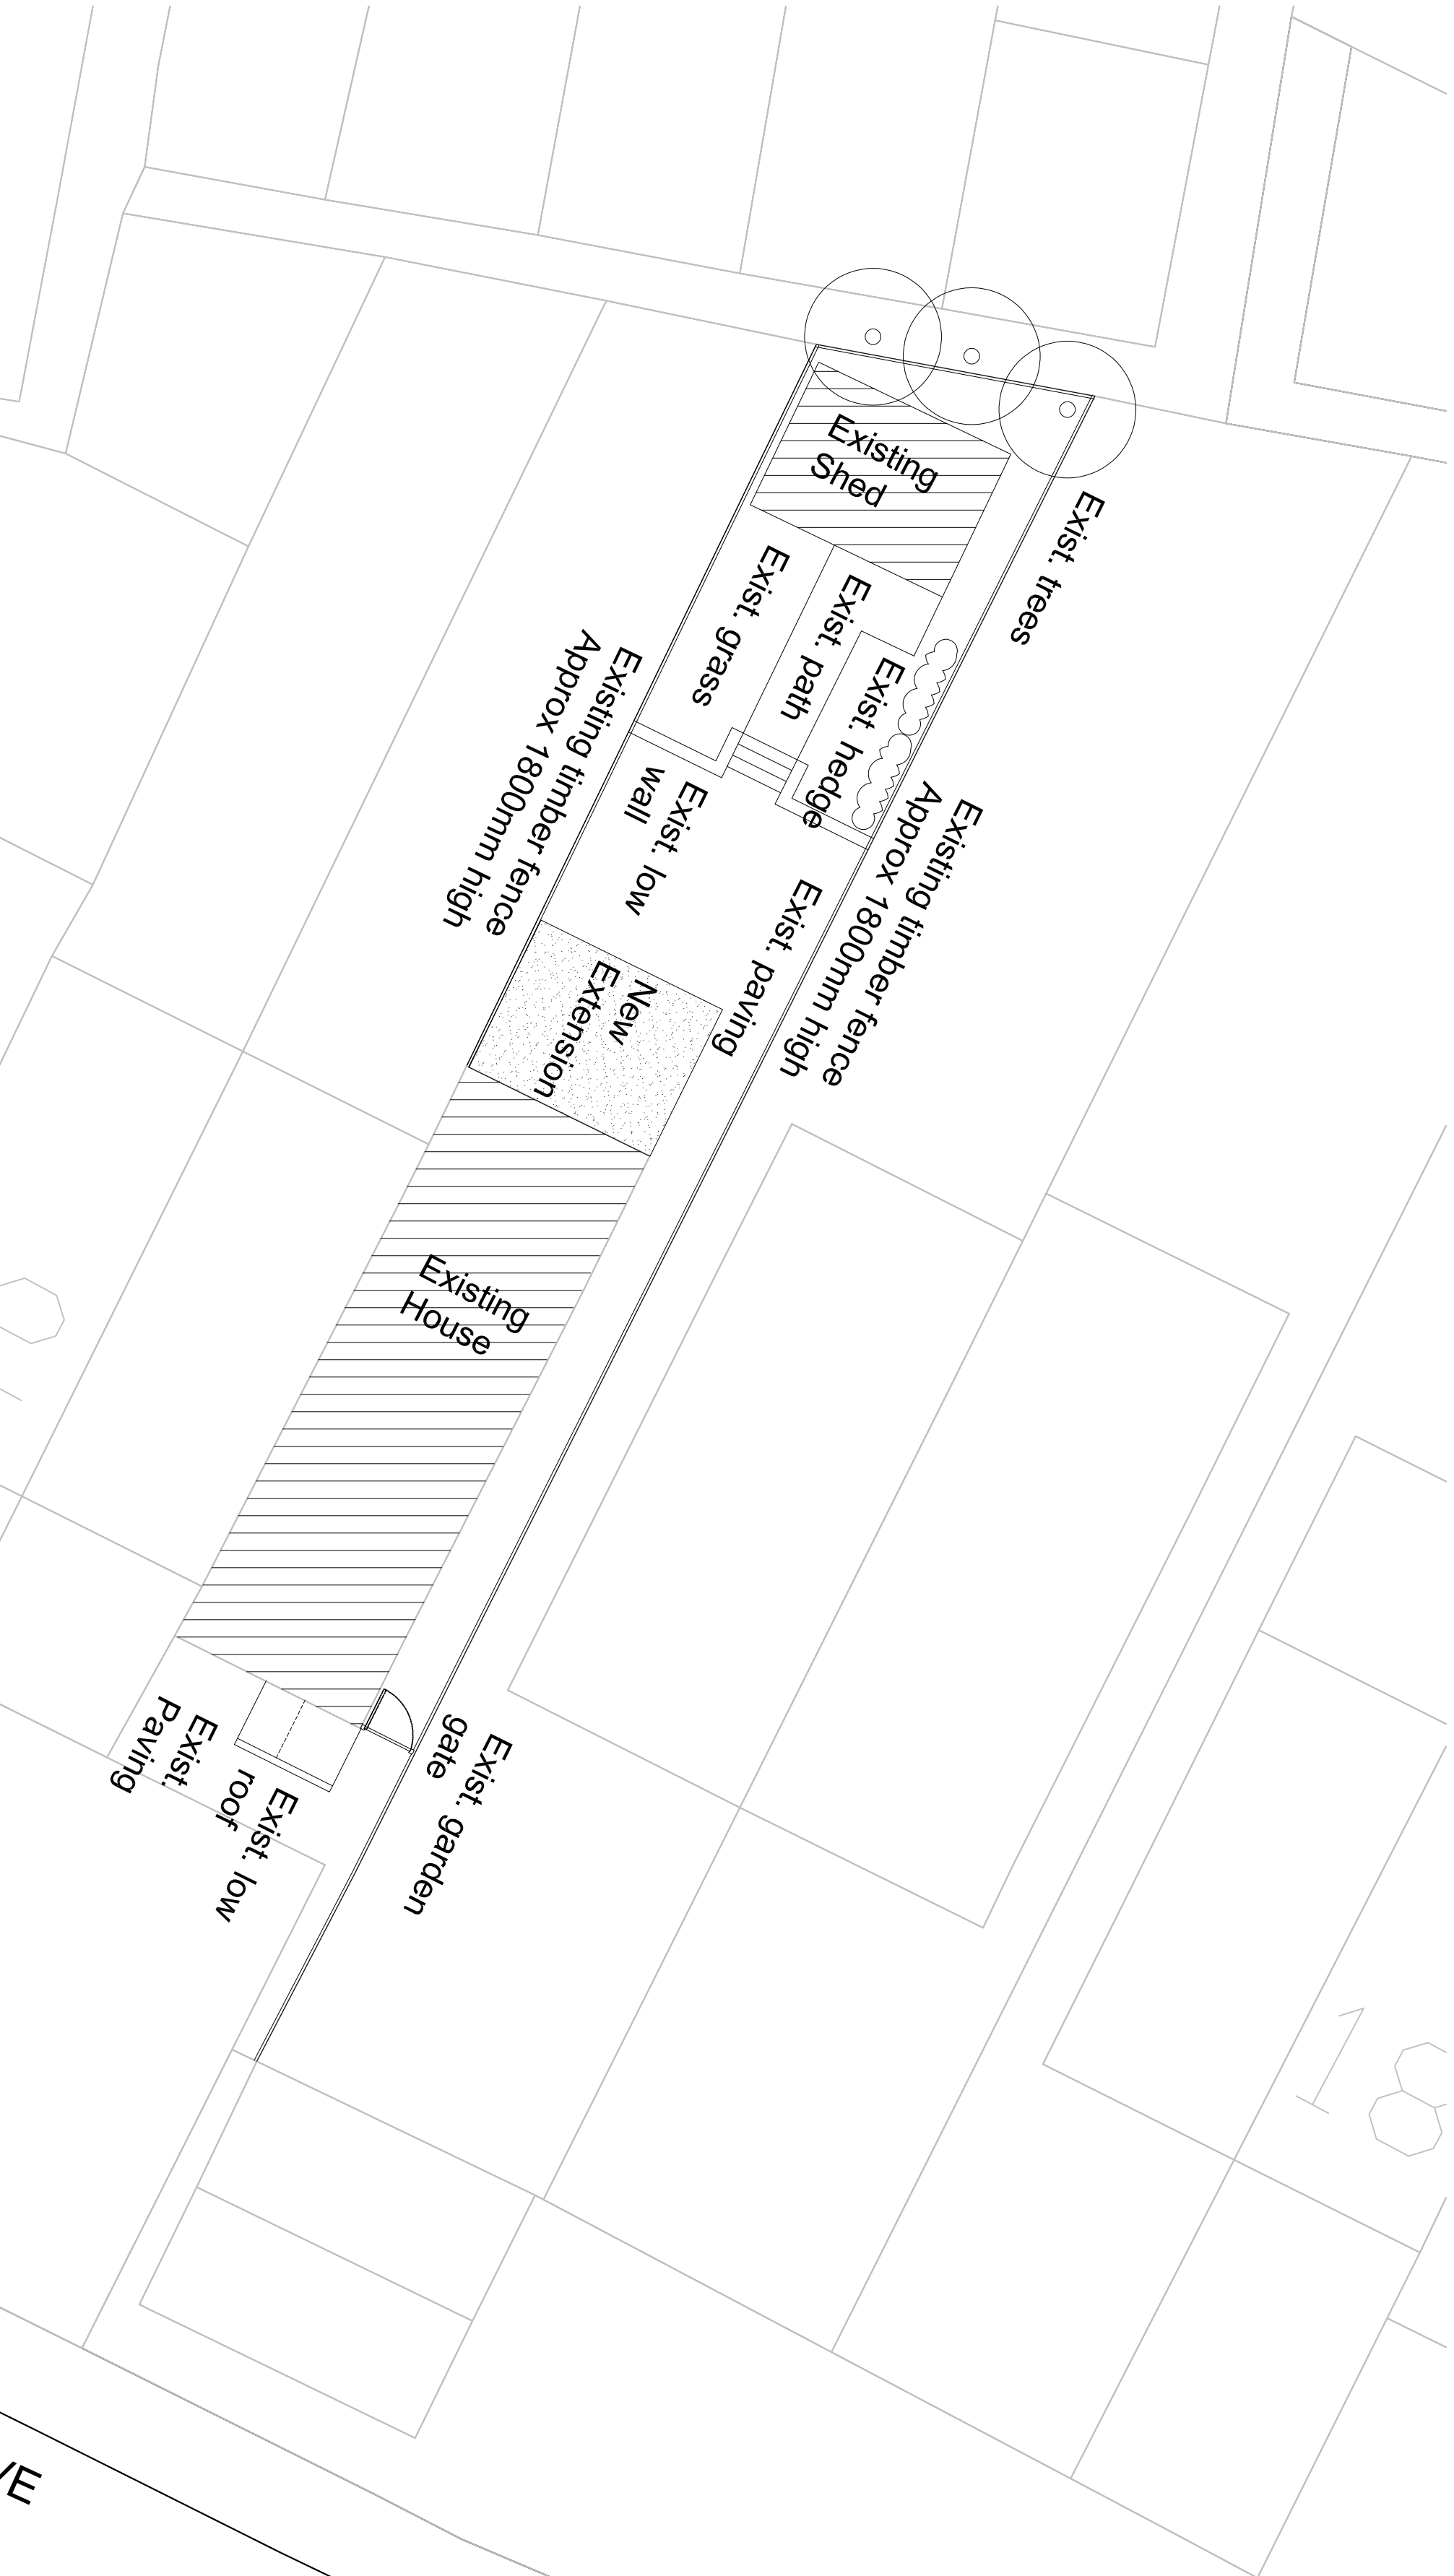 Existing
Shed
Exist. trees
Exist. grass
Exist. path
Exist. hedge
Existing timber fence
Approx 1800mm high
Exist. low
wall
Existing timber fence
Approx 1800mm high
Exist. paving
New
Extension
Existing
House
Exist.
Paving
Exist. low
roof
Exist. garden
gate
18